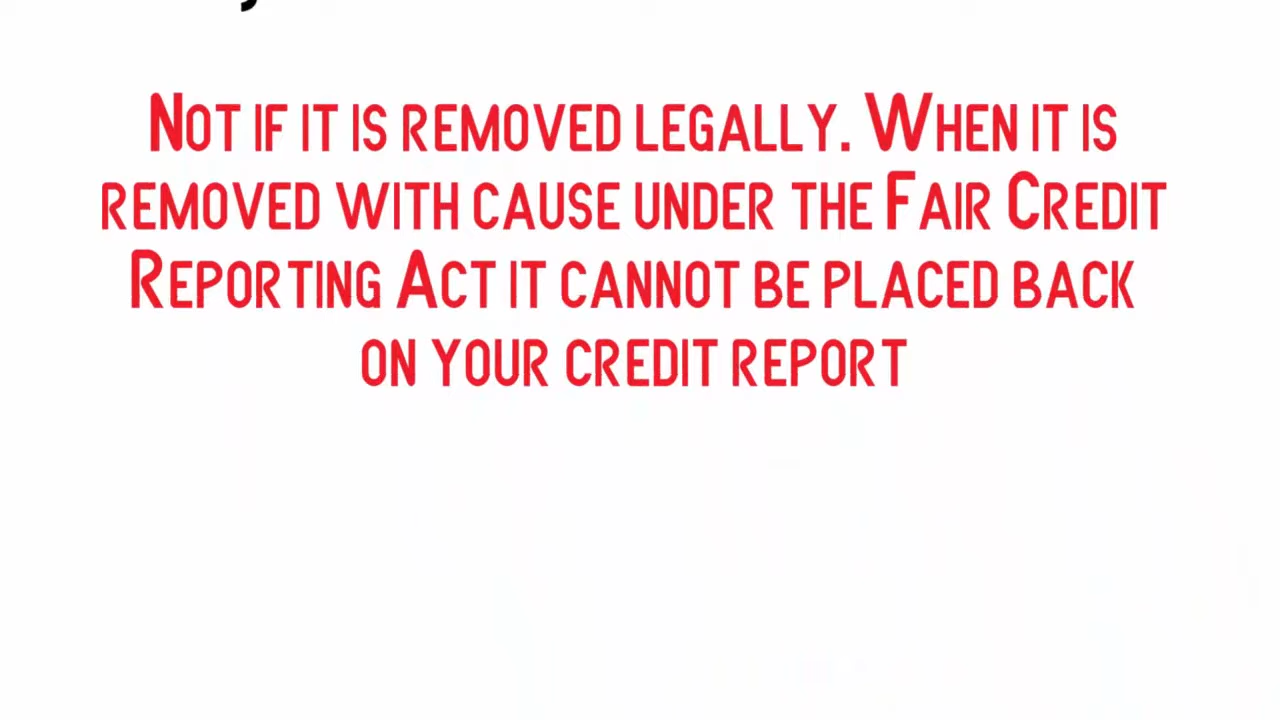 Not if it is removed legally. When it is
removed with cause under the Fair Credit
Reporting Act it cannot be placed back
on your credit report